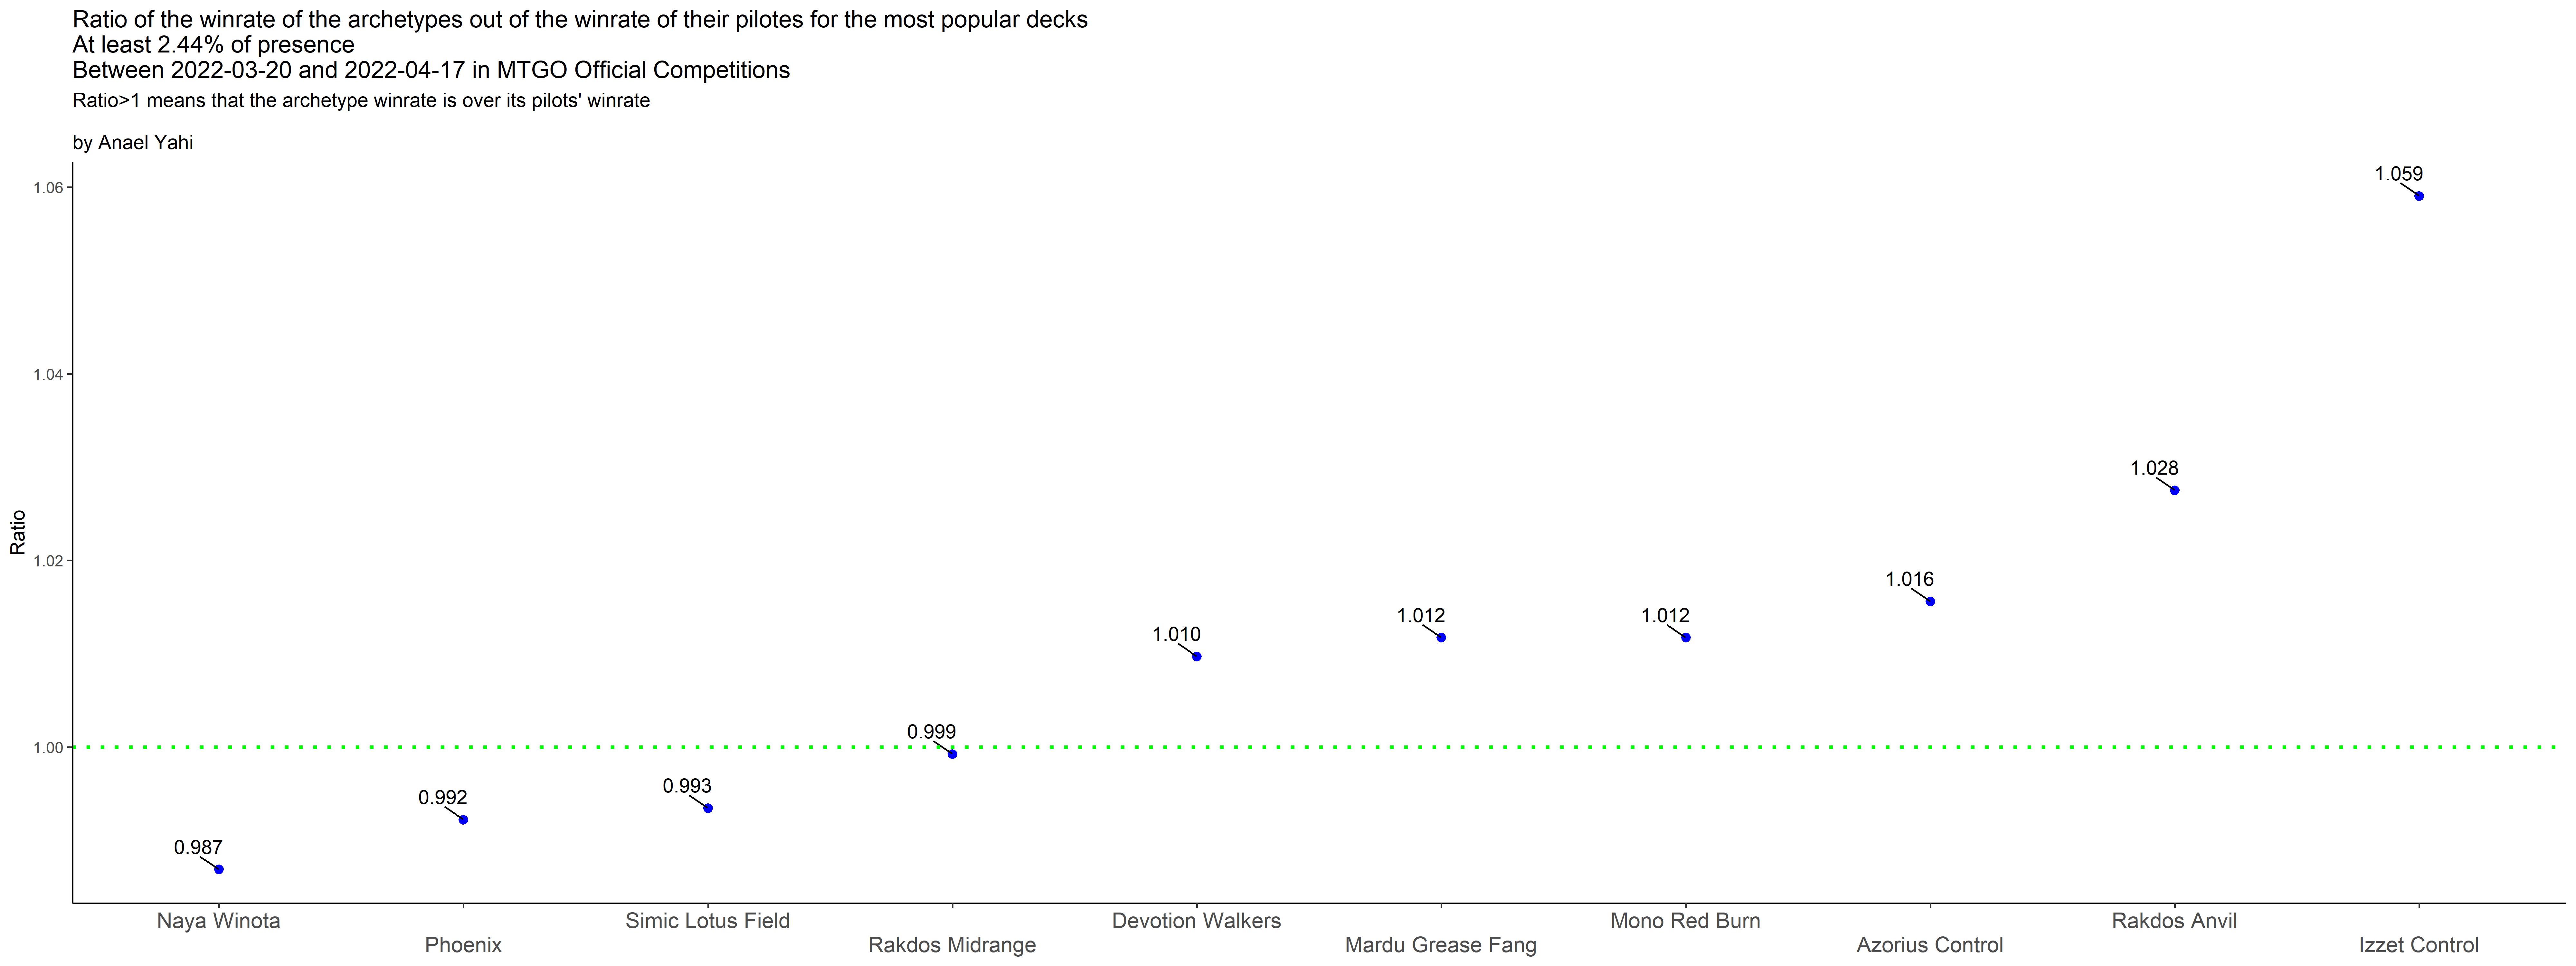 Ratio of the winrate of the archetypes out of the winrate of their pilotes for the most popular decks
At least 2.44% of presence
Between 2022-03-20 and 2022-04-17 in MTGO Official Competitions
Ratio>1 means that the archetype winrate is over its pilots' winrate
by Anael Yahi
1.06
1.059
1.04
1.028
Ratio
1.02
1.016
1.012
1.012
1.010
0.999
1.00
0.993
0.992
0.987
Naya Winota
Simic Lotus Field
Devotion Walkers
Mono Red Burn
Rakdos Anvil
Phoenix
Rakdos Midrange
Mardu Grease Fang
Azorius Control
Izzet Control